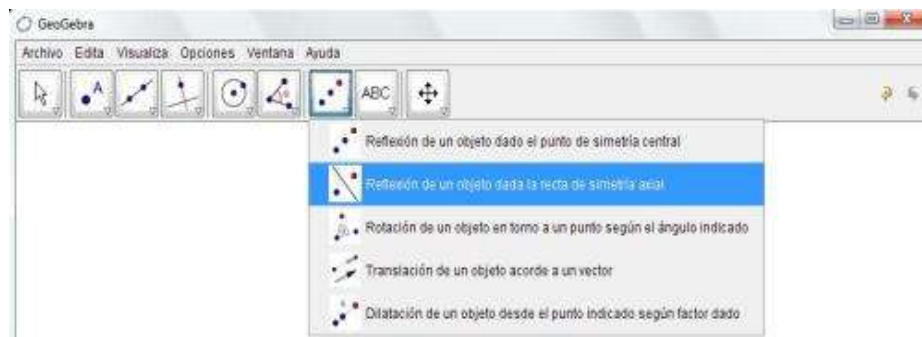 GeoGebra
Archivo Edita Visualiza Opciones Ventana Ayuda
A
ABC
Reflexión de un objeto dado el punto de simetría central
Reflexión de un objeto dada la recta de simetría axial
Rotación de un objeto en torno a un punto según el ángulo indicado
Translación de un objeto acorde a un vector
Dilatación de un objeto desde el punto indicado según factor dado